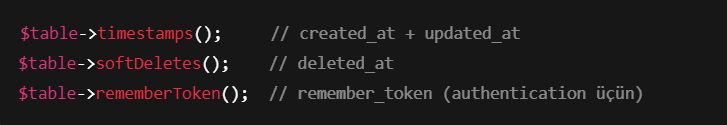 $table->timestamps();     // created_at + updated_at
$table->softDeletes();    // deleted_at
$table->rememberToken();  // remember_token (authentication üçün)